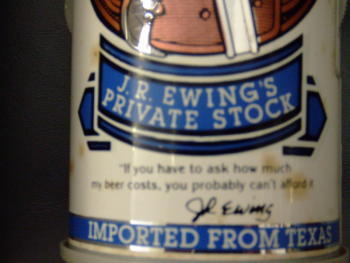 J.R. EWING'S
PRIVATE STOCK
"If you have to ask how much
my beer costs, you probably can't afford it
JR Ewing
IMPORTED FROM TEXAS